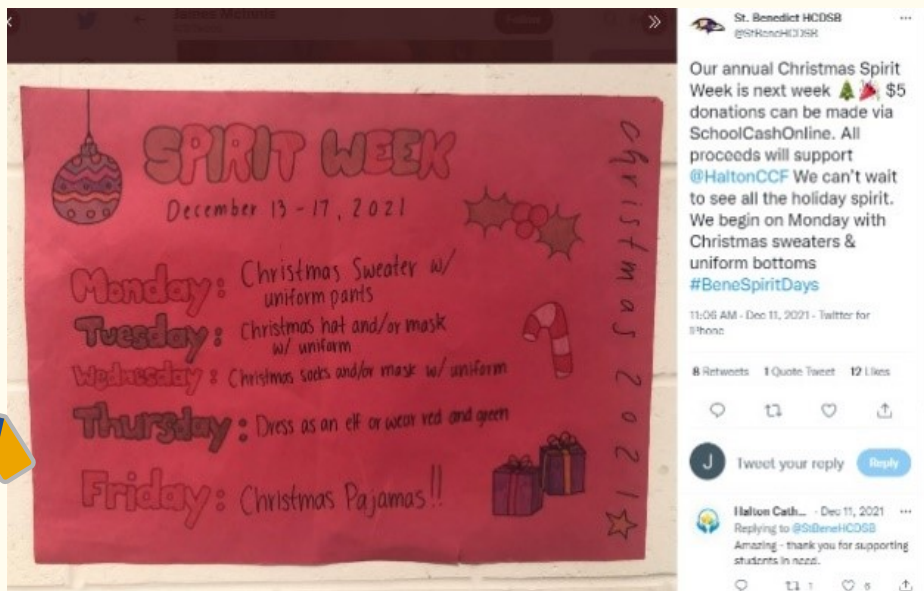 SPIRIT WEEK
December 13-17, 2021
Monday: Christmas Sweater w/
uniform pants
Tuesday: Christmas hat and/or mask
w/ uniform
Wednesday: Christmas socks and/or mask w/ uniform
Thursday: Dress as an elf or wear red and green
Friday: Christmas Pajamas!!
christmas 2021
St. Benedict HCDSB
@StBeneHCDSB
Our annual Christmas Spirit
Week is next week 🎄🎉 $5
donations can be made via
SchoolCashOnline. All
proceeds will support
@HaltonCCF We can't wait
to see all the holiday spirit.
We begin on Monday with
Christmas sweaters &
uniform bottoms
#BeneSpiritDays
11:06 AM · Dec 11, 2021 · Twitter for
iPhone
8 Retweets 1 Quote Tweet 12 Likes
J Tweet your reply Reply
Halton Cath... · Dec 11, 2021
Replying to @StBeneHCDSB
Amazing - thank you for supporting
students in need.
1 6